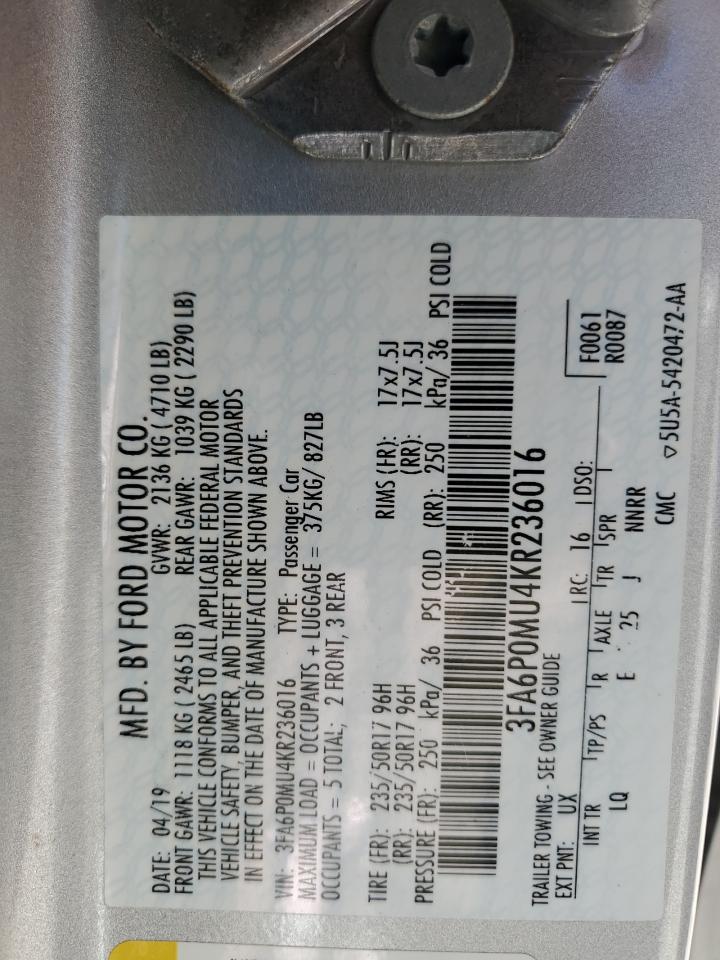 MFD. BY FORD MOTOR CO.
DATE: 04/19 GVWR: 2136 KG ( 4710 LB)
FRONT GAWR: 1118 KG ( 2465 LB) REAR GAWR: 1039 KG ( 2290 LB)
THIS VEHICLE CONFORMS TO ALL APPLICABLE FEDERAL MOTOR
VEHICLE SAFETY, BUMPER, AND THEFT PREVENTION STANDARDS
IN EFFECT ON THE DATE OF MANUFACTURE SHOWN ABOVE.
VIN: 3FA6P0MU4KR236016 TYPE: Passenger Car
MAXIMUM LOAD = OCCUPANTS + LUGGAGE = 375KG/ 827LB
OCCUPANTS = 5 TOTAL; 2 FRONT, 3 REAR
TIRE (FR): 235/50R17 96H RIMS (FR): 17x7.5J
(RR): 235/50R17 96H (RR): 17x7.5J
PRESSURE (FR): 250 kPa/ 36 PSI COLD (RR): 250 kPa/ 36 PSI COLD
3FA6P0MU4KR236016
TRAILER TOWING - SEE OWNER GUIDE
EXT PNT: UX RC: 16 DSO: F0061
INT TR TP/PS R AXLE TR SPR R0087
LQ E 25 J NNRR
CMC ▽5U5A-5420472-AA